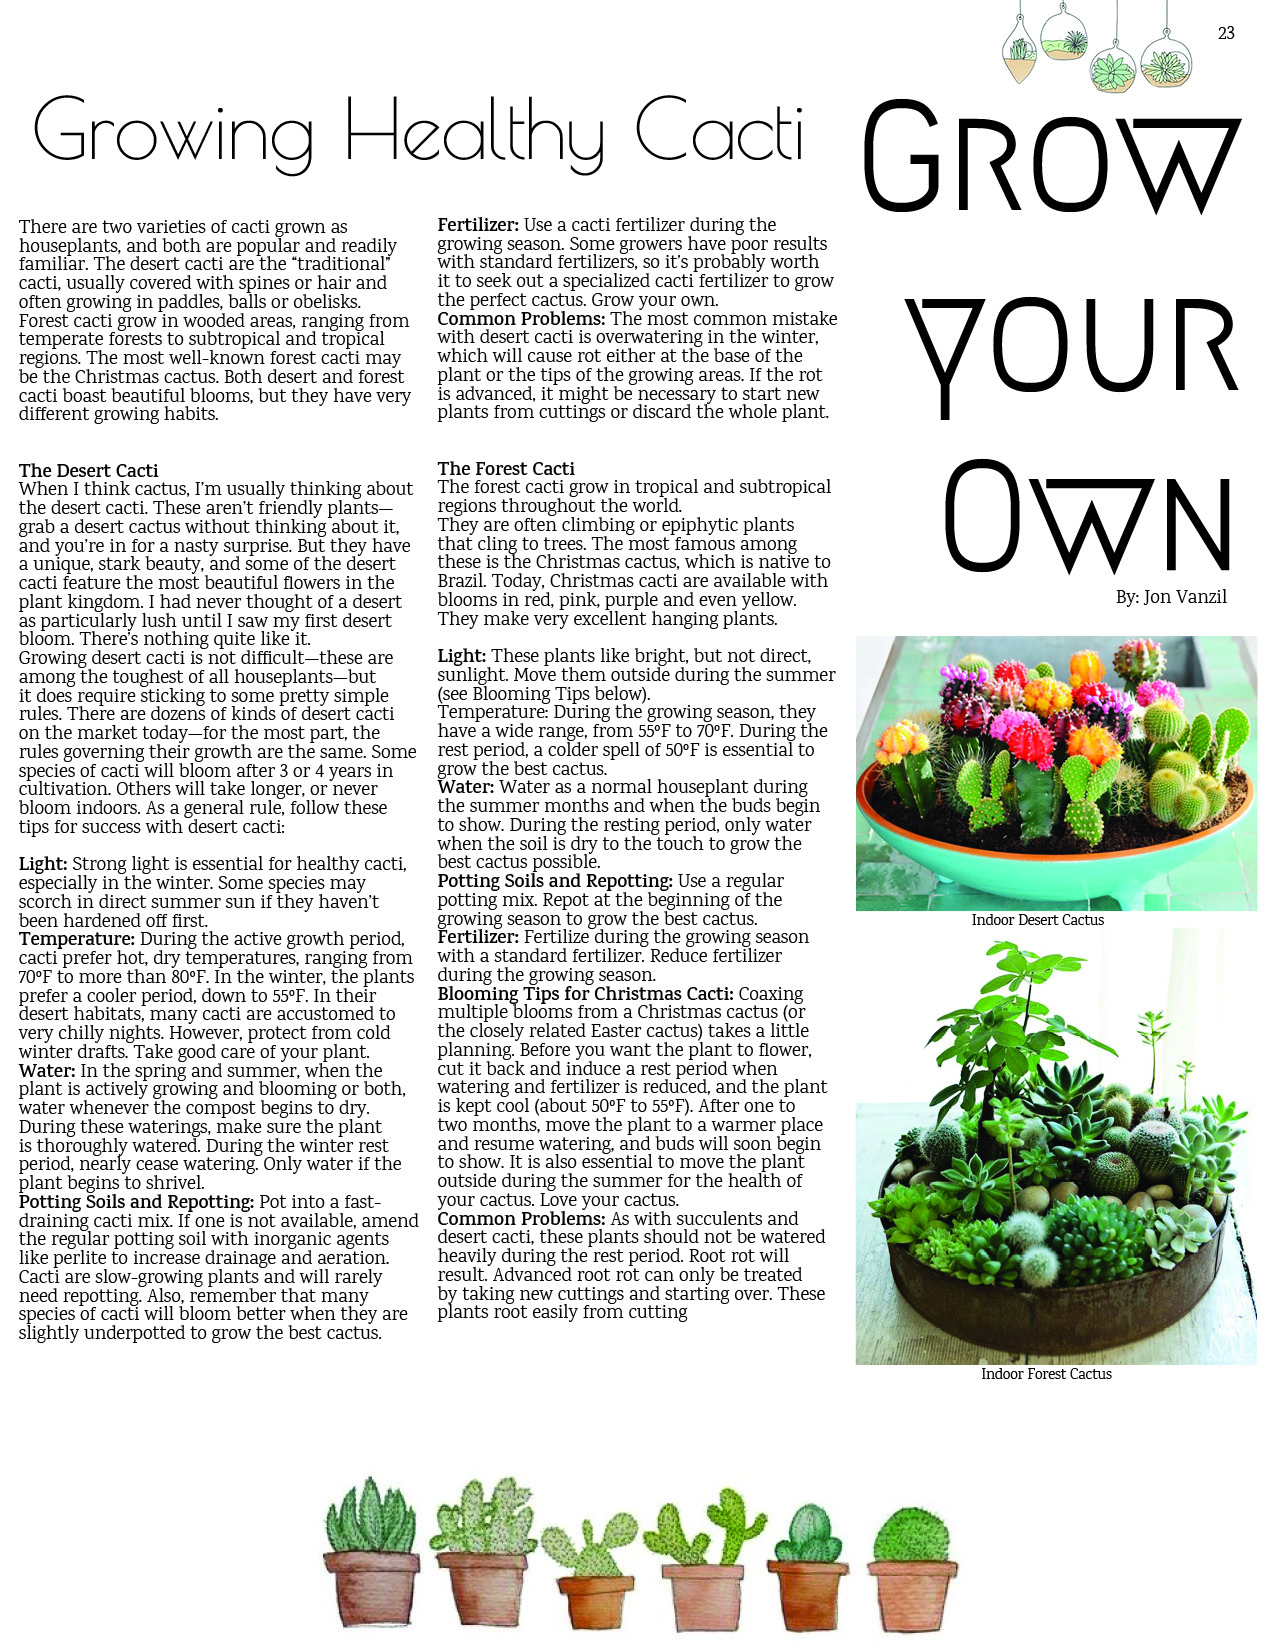 23
Growing Healthy Cacti
GROW
YOUR
OWN
By: Jon Vanzil
There are two varieties of cacti grown as
houseplants, and both are popular and readily
familiar. The desert cacti are the “traditional”
cacti, usually covered with spines or hair and
often growing in paddles, balls or obelisks.
Forest cacti grow in wooded areas, ranging from
temperate forests to subtropical and tropical
regions. The most well-known forest cacti may
be the Christmas cactus. Both desert and forest
cacti boast beautiful blooms, but they have very
different growing habits.
The Desert Cacti
When I think cactus, I’m usually thinking about
the desert cacti. These aren’t friendly plants—
grab a desert cactus without thinking about it,
and you’re in for a nasty surprise. But they have
a unique, stark beauty, and some of the desert
cacti feature the most beautiful flowers in the
plant kingdom. I had never thought of a desert
as particularly lush until I saw my first desert
bloom. There’s nothing quite like it.
Growing desert cacti is not difficult—these are
among the toughest of all houseplants—but
it does require sticking to some pretty simple
rules. There are dozens of kinds of desert cacti
on the market today—for the most part, the
rules governing their growth are the same. Some
species of cacti will bloom after 3 or 4 years in
cultivation. Others will take longer, or never
bloom indoors. As a general rule, follow these
tips for success with desert cacti:
Light: Strong light is essential for healthy cacti,
especially in the winter. Some species may
scorch in direct summer sun if they haven’t
been hardened off first.
Temperature: During the active growth period,
cacti prefer hot, dry temperatures, ranging from
70ºF to more than 80ºF. In the winter, the plants
prefer a cooler period, down to 55ºF. In their
desert habitats, many cacti are accustomed to
very chilly nights. However, protect from cold
winter drafts. Take good care of your plant.
Water: In the spring and summer, when the
plant is actively growing and blooming or both,
water whenever the compost begins to dry.
During these waterings, make sure the plant
is thoroughly watered. During the winter rest
period, nearly cease watering. Only water if the
plant begins to shrivel.
Potting Soils and Repotting: Pot into a fast-
draining cacti mix. If one is not available, amend
the regular potting soil with inorganic agents
like perlite to increase drainage and aeration.
Cacti are slow-growing plants and will rarely
need repotting. Also, remember that many
species of cacti will bloom better when they are
slightly underpotted to grow the best cactus.
Fertilizer: Use a cacti fertilizer during the
growing season. Some growers have poor results
with standard fertilizers, so it’s probably worth
it to seek out a specialized cacti fertilizer to grow
the perfect cactus. Grow your own.
Common Problems: The most common mistake
with desert cacti is overwatering in the winter,
which will cause rot either at the base of the
plant or the tips of the growing areas. If the rot
is advanced, it might be necessary to start new
plants from cuttings or discard the whole plant.
The Forest Cacti
The forest cacti grow in tropical and subtropical
regions throughout the world.
They are often climbing or epiphytic plants
that cling to trees. The most famous among
these is the Christmas cactus, which is native to
Brazil. Today, Christmas cacti are available with
blooms in red, pink, purple and even yellow.
They make very excellent hanging plants.
Light: These plants like bright, but not direct,
sunlight. Move them outside during the summer
(see Blooming Tips below).
Temperature: During the growing season, they
have a wide range, from 55ºF to 70ºF. During the
rest period, a colder spell of 50ºF is essential to
grow the best cactus.
Water: Water as a normal houseplant during
the summer months and when the buds begin
to show. During the resting period, only water
when the soil is dry to the touch to grow the
best cactus possible.
Potting Soils and Repotting: Use a regular
potting mix. Repot at the beginning of the
growing season to grow the best cactus.
Fertilizer: Fertilize during the growing season
with a standard fertilizer. Reduce fertilizer
during the growing season.
Blooming Tips for Christmas Cacti: Coaxing
multiple blooms from a Christmas cactus (or
the closely related Easter cactus) takes a little
planning. Before you want the plant to flower,
cut it back and induce a rest period when
watering and fertilizer is reduced, and the plant
is kept cool (about 50ºF to 55ºF). After one to
two months, move the plant to a warmer place
and resume watering, and buds will soon begin
to show. It is also essential to move the plant
outside during the summer for the health of
your cactus. Love your cactus.
Common Problems: As with succulents and
desert cacti, these plants should not be watered
heavily during the rest period. Root rot will
result. Advanced root rot can only be treated
by taking new cuttings and starting over. These
plants root easily from cutting
Indoor Desert Cactus
ML
Indoor Forest Cactus